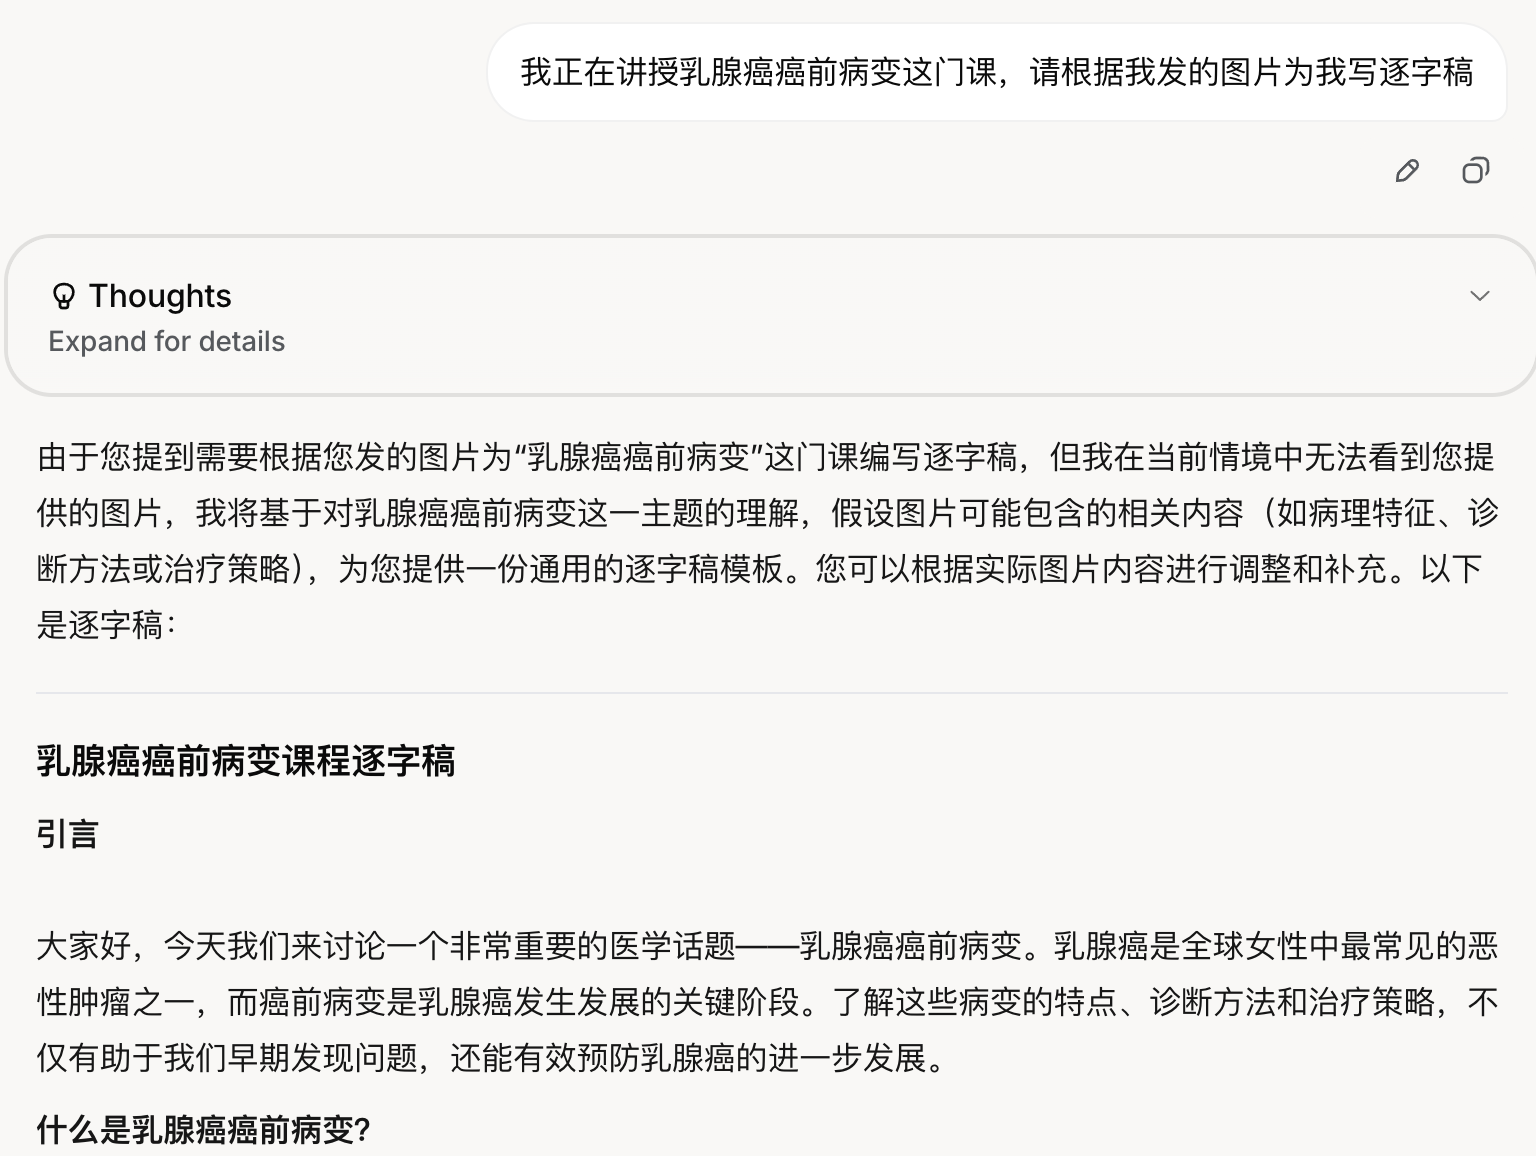 我正在讲授乳腺癌癌前病变这门课，请根据我发的图片为我写逐字稿
Thoughts
Expand for details
由于您提到需要根据您发的图片为“乳腺癌癌前病变”这门课编写逐字稿，但我在当前情境中无法看到您提
供的图片，我将基于对乳腺癌癌前病变这一主题的理解，假设图片可能包含的相关内容（如病理特征、诊
断方法或治疗策略），为您提供一份通用的逐字稿模板。您可以根据实际图片内容进行调整和补充。以下
是逐字稿：
乳腺癌癌前病变课程逐字稿
引言
大家好，今天我们来讨论一个非常重要的医学话题——乳腺癌癌前病变。乳腺癌是全球女性中最常见的恶
性肿瘤之一，而癌前病变是乳腺癌发生发展的关键阶段。了解这些病变的特点、诊断方法和治疗策略，不
仅有助于我们早期发现问题，还能有效预防乳腺癌的进一步发展。
什么是乳腺癌癌前病变？